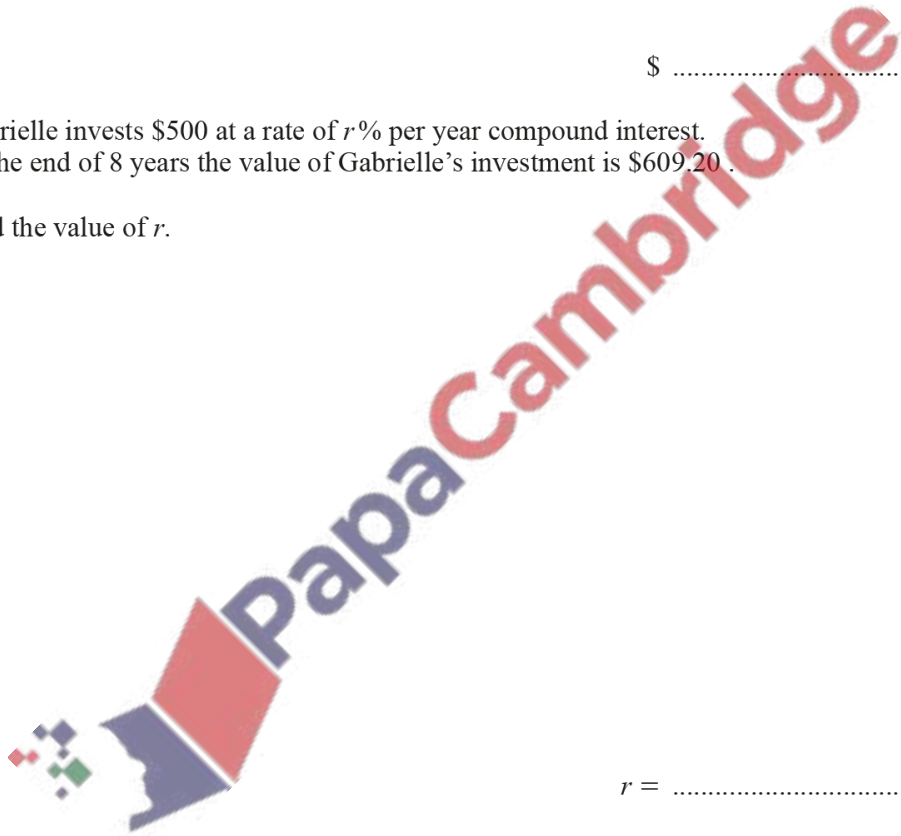 $ ................................
rielle invests $500 at a rate of r% per year compound interest.
he end of 8 years the value of Gabrielle's investment is $609.20 .
the value of r.
r = ................................
PapaCambridge